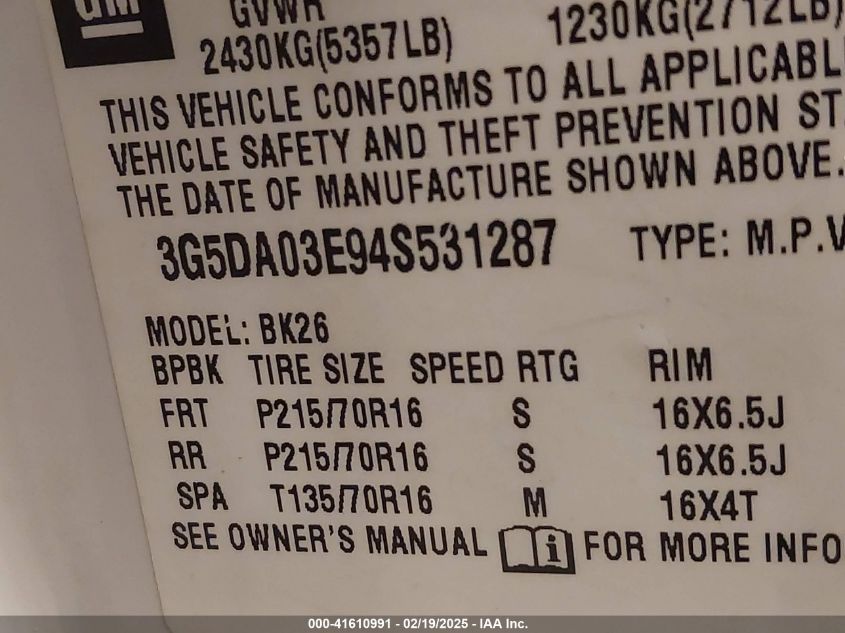 GM GVWR
2430KG(5357LB) 1230KG(2712LB)
THIS VEHICLE CONFORMS TO ALL APPLICABL
VEHICLE SAFETY AND THEFT PREVENTION ST
THE DATE OF MANUFACTURE SHOWN ABOVE.
3G5DA03E94S531287 TYPE: M.P.V
MODEL: BK26
BPBK TIRE SIZE SPEED RTG RIM
FRT P215/70R16 S 16X6.5J
RR P215/70R16 S 16X6.5J
SPA T135/70R16 M 16X4T
SEE OWNER'S MANUAL i FOR MORE INFO
000-41610991 - 02/19/2025 - IAA Inc.